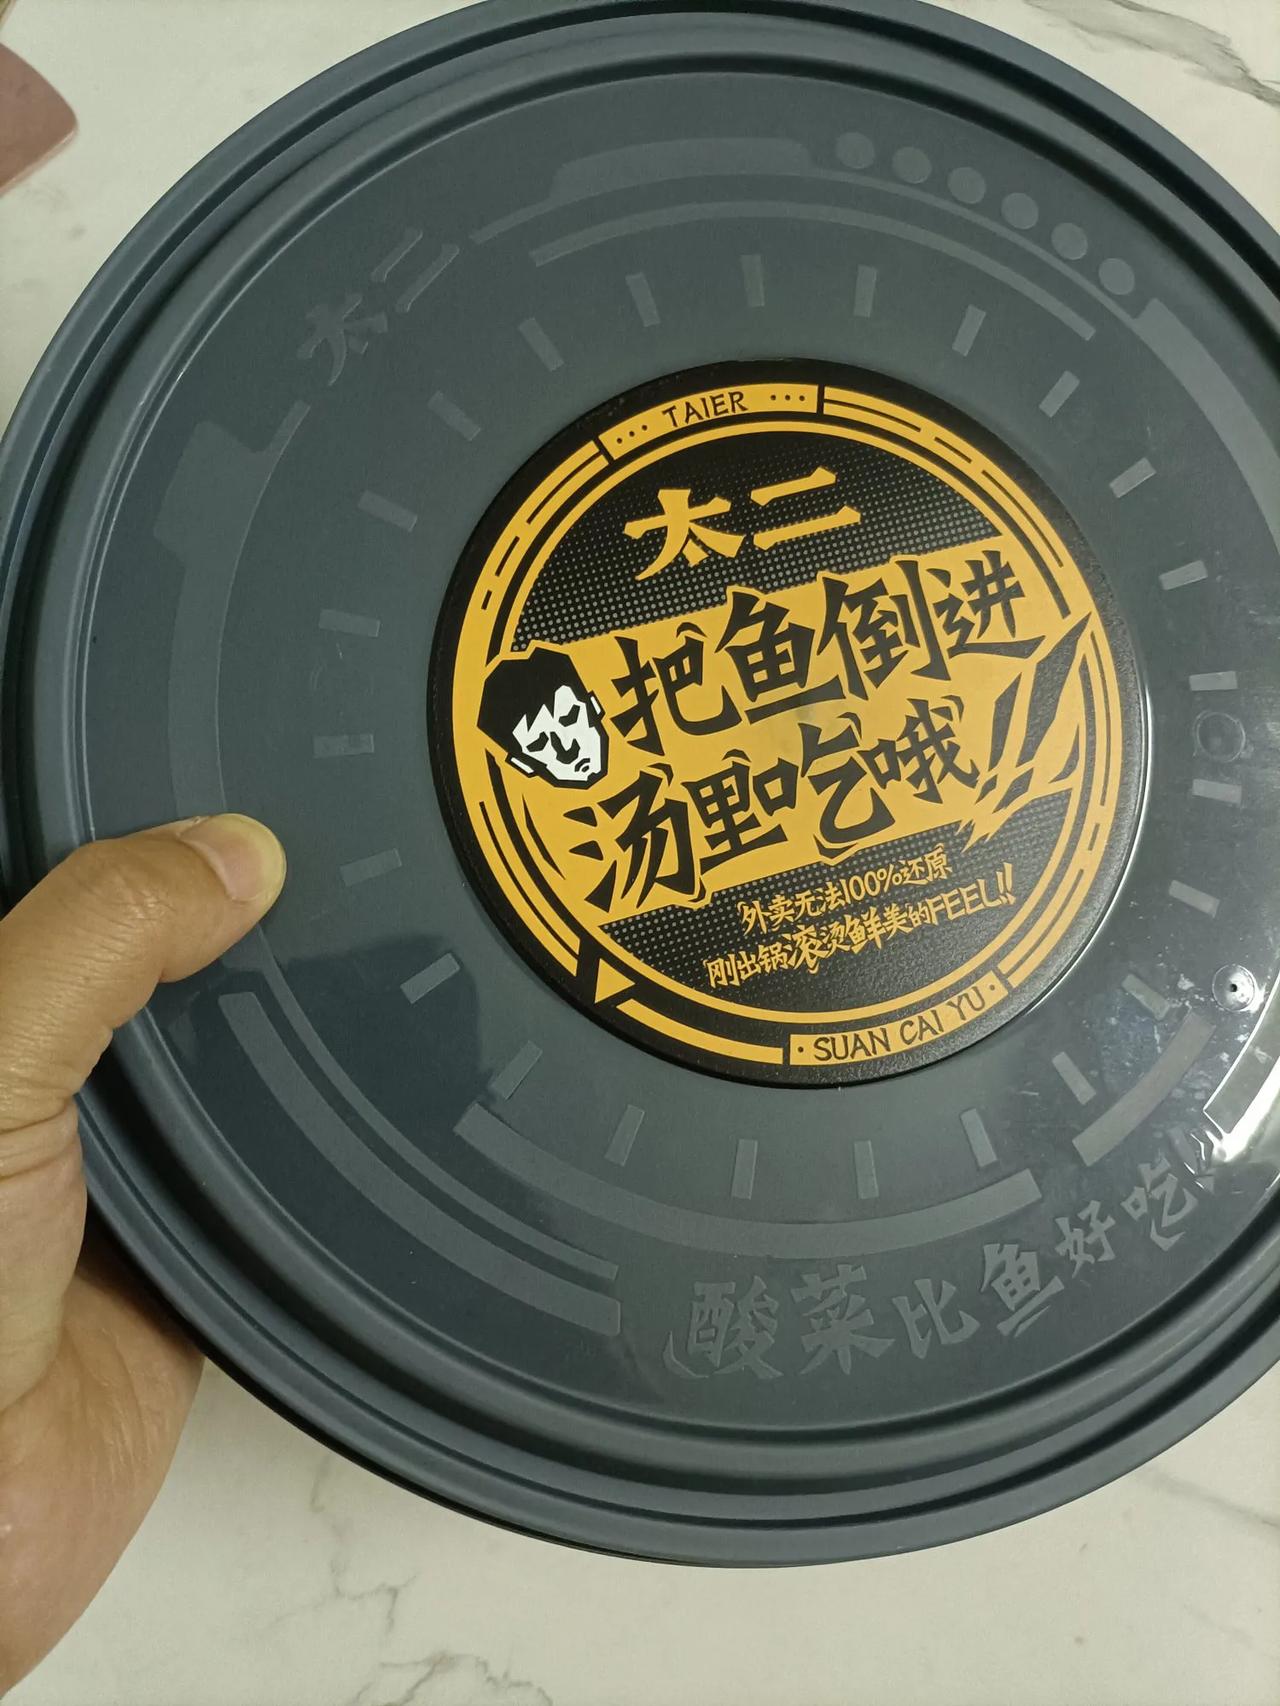 太二
TAIER
太二
把鱼倒进
汤里吃哦!!
外卖无法100%还原
刚出锅滚烫鲜美的FEEL!!
SUAN CAI YU
酸菜比鱼好吃!!